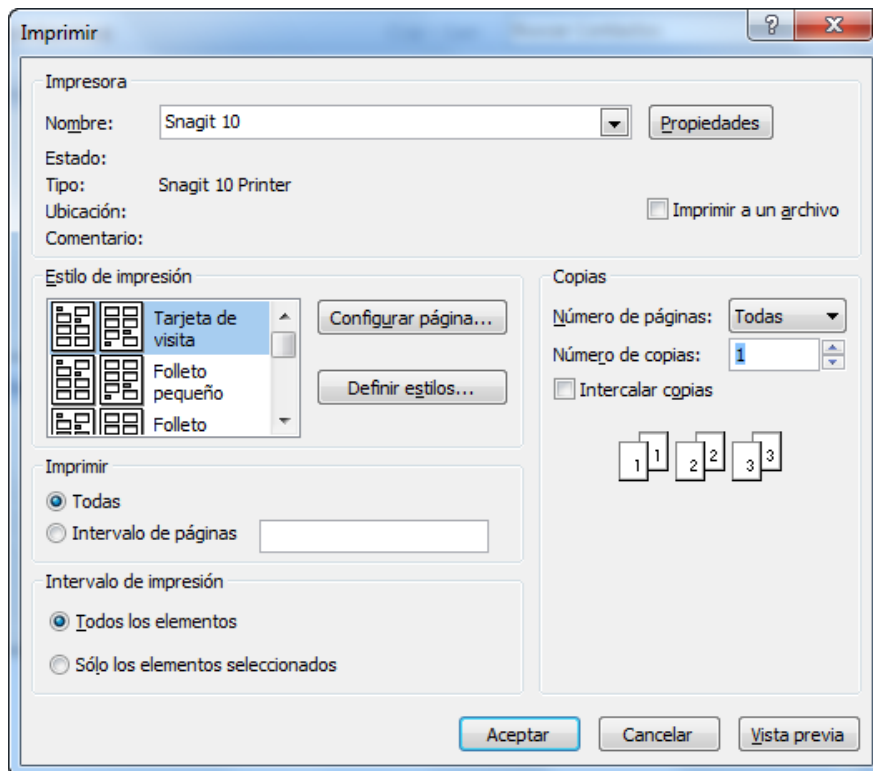 Imprimir
Impresora
Nombre: Snagit 10 Propiedades
Estado:
Tipo: Snagit 10 Printer
Ubicación: Imprimir a un archivo
Comentario:
Estilo de impresión
Tarjeta de
visita
Folleto
pequeño
Folleto
Configurar página...
Definir estilos...
Copias
Número de páginas: Todas
Número de copias: 1
Intercalar copias
1 1 2 2 3 3
Imprimir
Todas
Intervalo de páginas
Intervalo de impresión
Todos los elementos
Sólo los elementos seleccionados
Aceptar Cancelar Vista previa